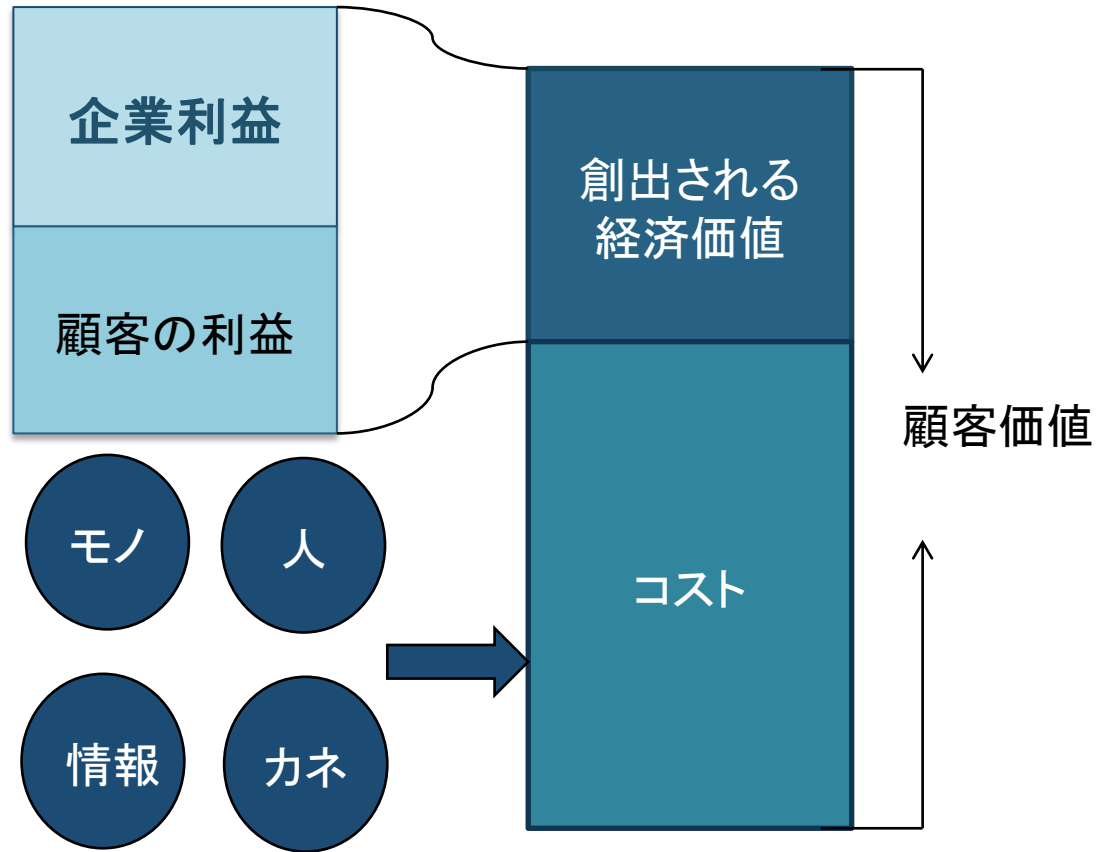 企業利益
顧客の利益
モノ
人
情報
カネ
創出される
経済価値
コスト
顧客価値